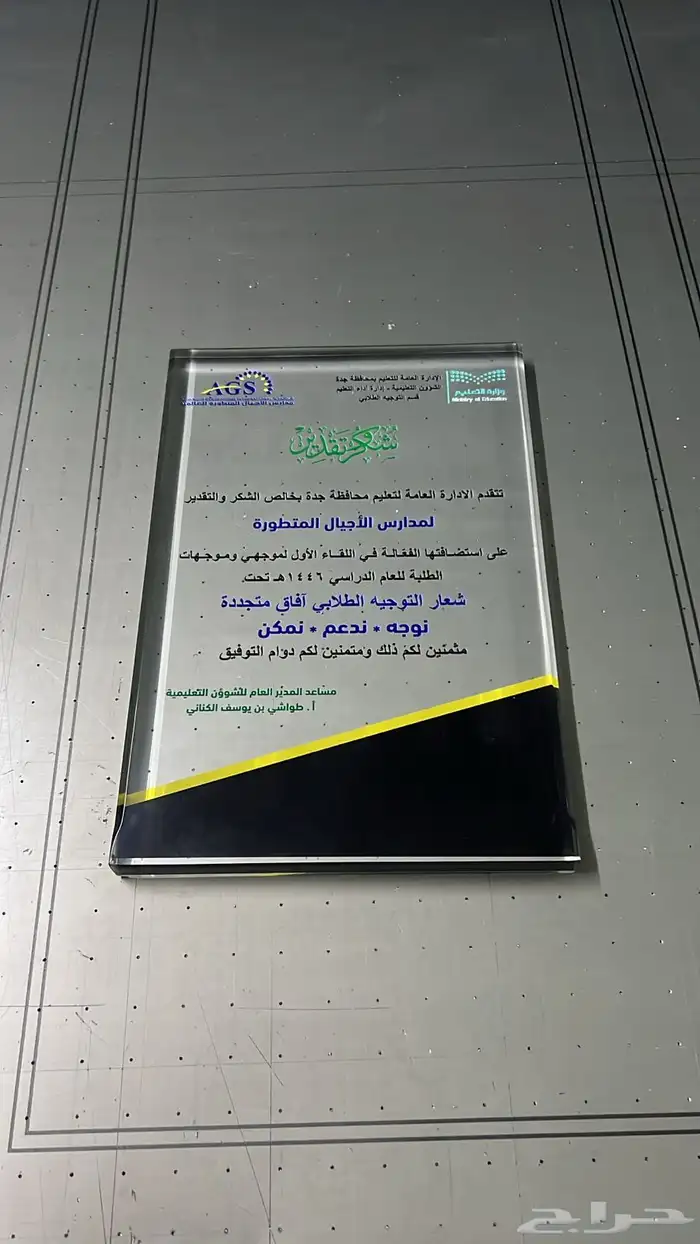 الإدارة العامة للتعليم بمحافظة جدة
الشؤون التعليمية - إدارة أداء التعليم
قسم التوجيه الطلابي
وزارة التعليم
Ministry of Education
AGS
مدارس الأجيال المتطورة العالمية
شكر وتقدير
تتقدم الادارة العامة لتعليم محافظة جدة بخالص الشكر والتقدير
لمدارس الأجيال المتطورة
على استضافتها الفعّالة في اللقاء الأول لموجهي وموجهات
الطلبة للعام الدراسي ١٤٤٦هـ تحت
شعار التوجيه الطلابي آفاق متجددة
نوجه * ندعم * نمكن
مثمنين لكم ذلك ومتمنين لكم دوام التوفيق
مساعد المدير العام للشوؤن التعليمية
أ . طواشي بن يوسف الكناني
حراج